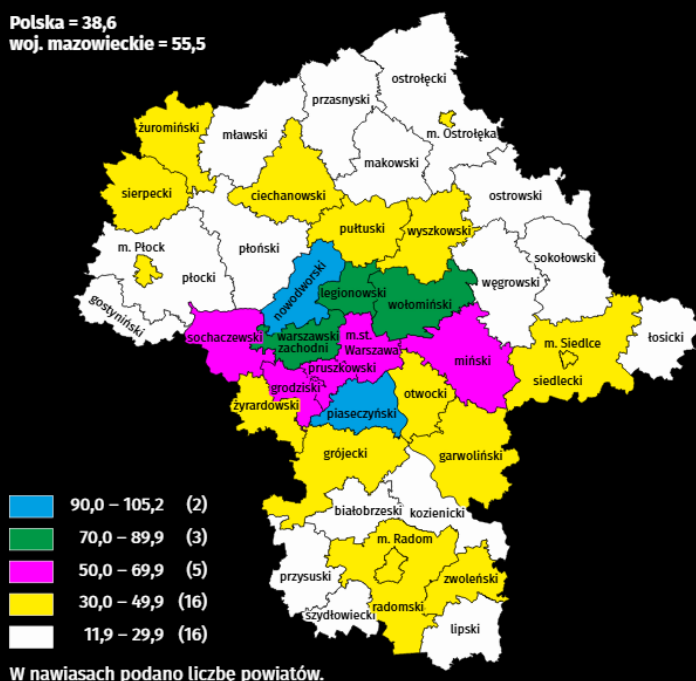 Polska = 38,6
woj. mazowieckie = 55,5
ostrołęcki
przasnyski
żuromiński
mławski
m. Ostrołęka
makowski
sierpecki
ciechanowski
ostrowski
pułtuski
wyszkowski
m. Płock
płoński
sokołowski
płocki
nowodworski
węgrowski
legionowski
wołomiński
gostyniński
sochaczewski
warszawski
zachodni
m.st.
Warszawa
m. Siedlce
łosicki
miński
pruszkowski
siedlecki
grodziski
otwocki
żyrardowski
piaseczyński
grójecki
garwoliński
90,0 – 105,2 (2)
białobrzeski
kozienicki
70,0 – 89,9 (3)
m. Radom
50,0 – 69,9 (5)
przysuski
zwoleński
30,0 – 49,9 (16)
radomski
szydłowiecki
lipski
11,9 – 29,9 (16)
W nawiasach podano liczbę powiatów.